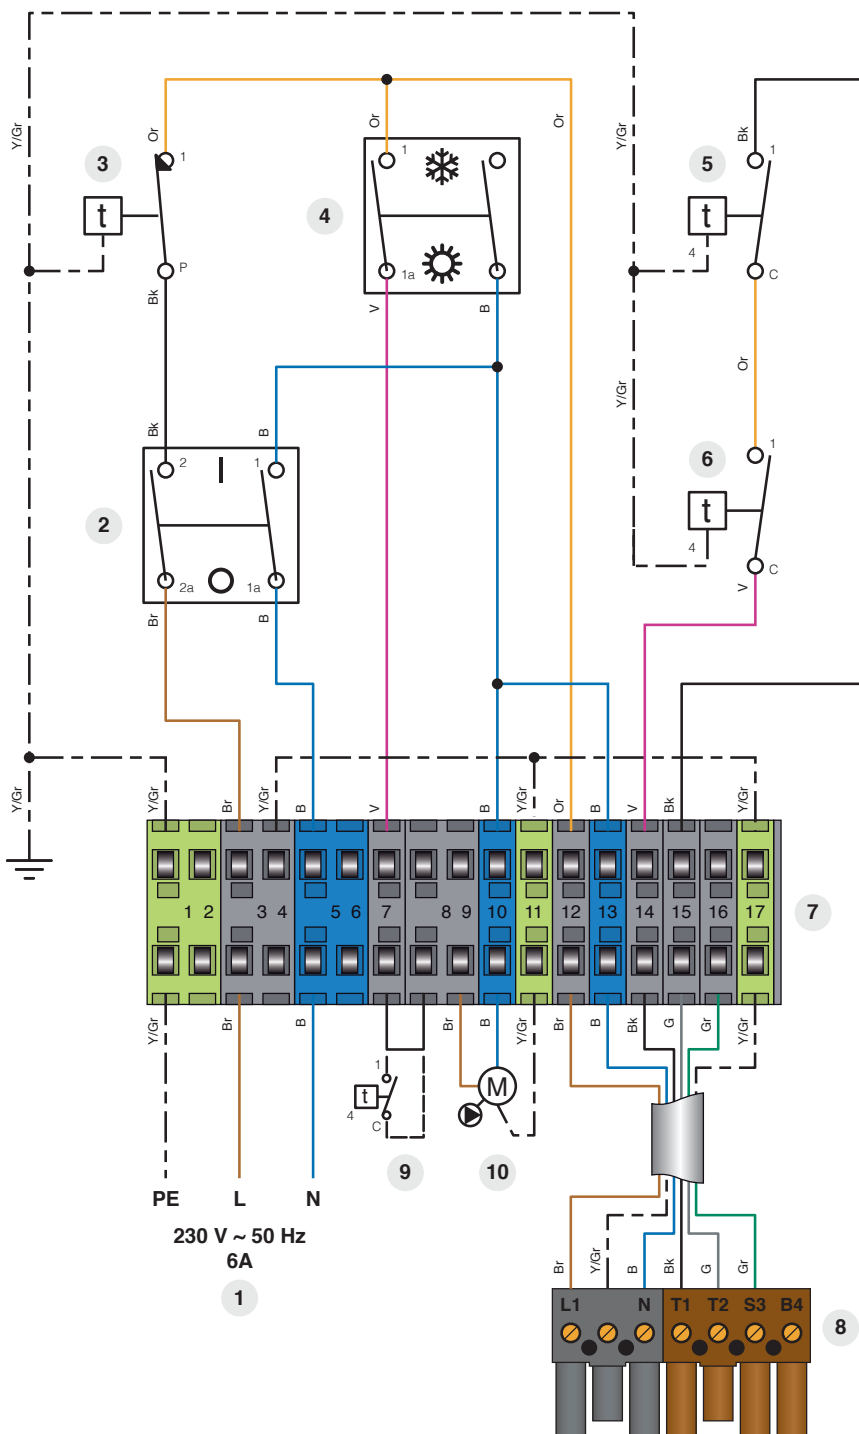 Y/Gr
Or
Or
Or
Y/Gr
Bk
3
1
1
1
5
t
4
t
4
P
1a
C
Bk
V
B
Or
Y/Gr
Bk
B
1
6
2
1
t
2
4
C
2a
1a
V
Br
B
Y/Gr
Y/Gr
Br
Y/Gr
B
V
B
Y/Gr
Or
B
V
Bk
Y/Gr
1 2 3 4 5 6 7 8 9 10 11 12 13 14 15 16 17
7
Y/Gr
Br
B
Br
B
Y/Gr
Br
B
Bk
G
Gr
Y/Gr
1
t
4
C
M
9
10
PE L N
230 V ~ 50 Hz
6A
1
Br
Y/Gr
B
Bk
G
Gr
L1 N T1 T2 S3 B4
8